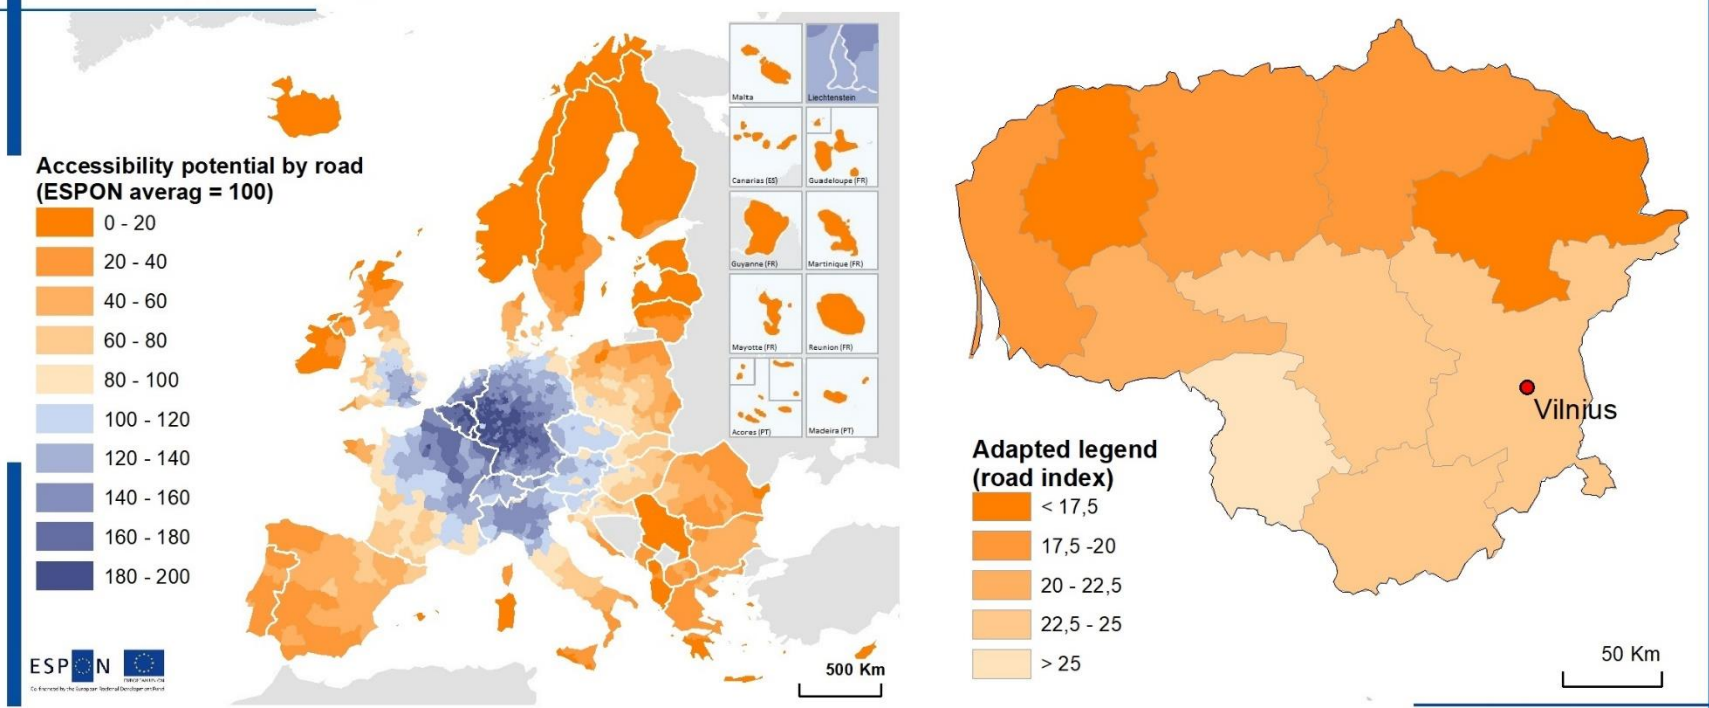 Accessibility potential by road
(ESPON averag = 100)
0 - 20
20 - 40
40 - 60
60 - 80
80 - 100
100 - 120
120 - 140
140 - 160
160 - 180
180 - 200
Malta
Liechtenstein
Canarias (ES)
Guadeloupe (FR)
Guyanne (FR)
Martinique (FR)
Mayotte (FR)
Reunion (FR)
Acores (PT)
Madeira (PT)
500 Km
ESPON
Vilnius
Adapted legend
(road index)
< 17,5
17,5 -20
20 - 22,5
22,5 - 25
> 25
50 Km